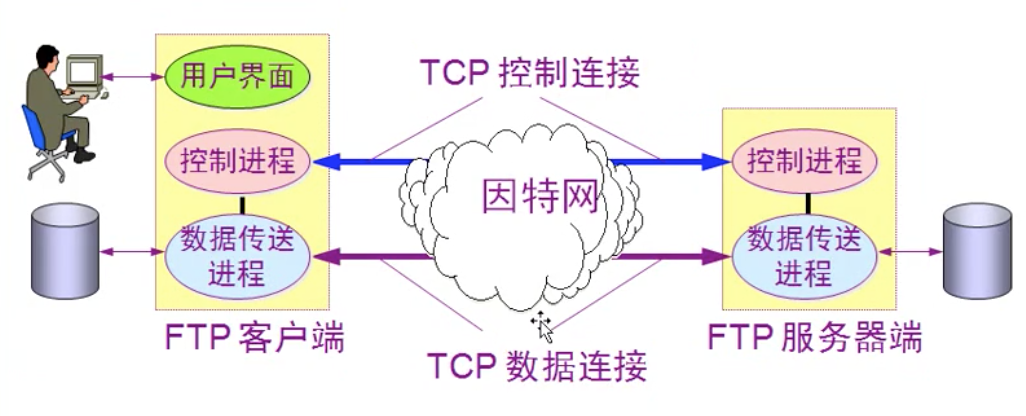 TCP 控制连接
用户界面
控制进程
因特网
控制进程
数据传送
进程
数据传送
进程
FTP 客户端
TCP 数据连接
FTP 服务器端